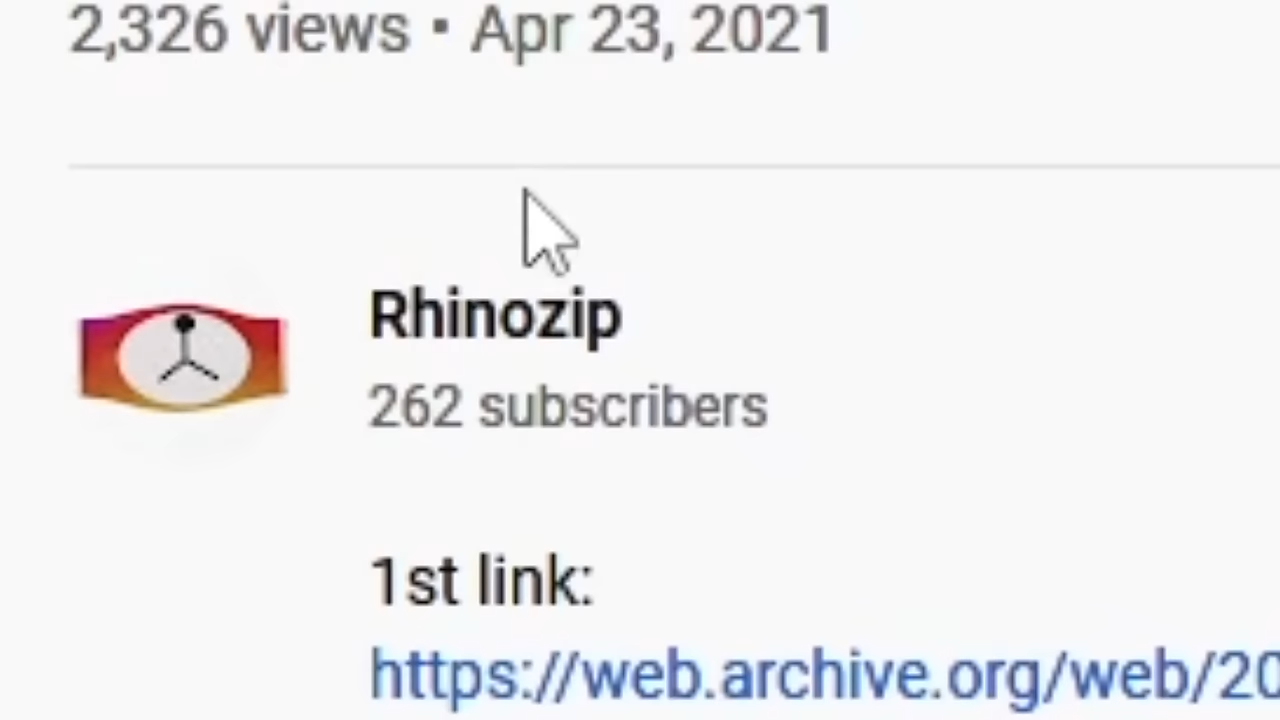 2,326 views • Apr 23, 2021
Rhinozip
262 subscribers
1st link:
https://web.archive.org/web/20